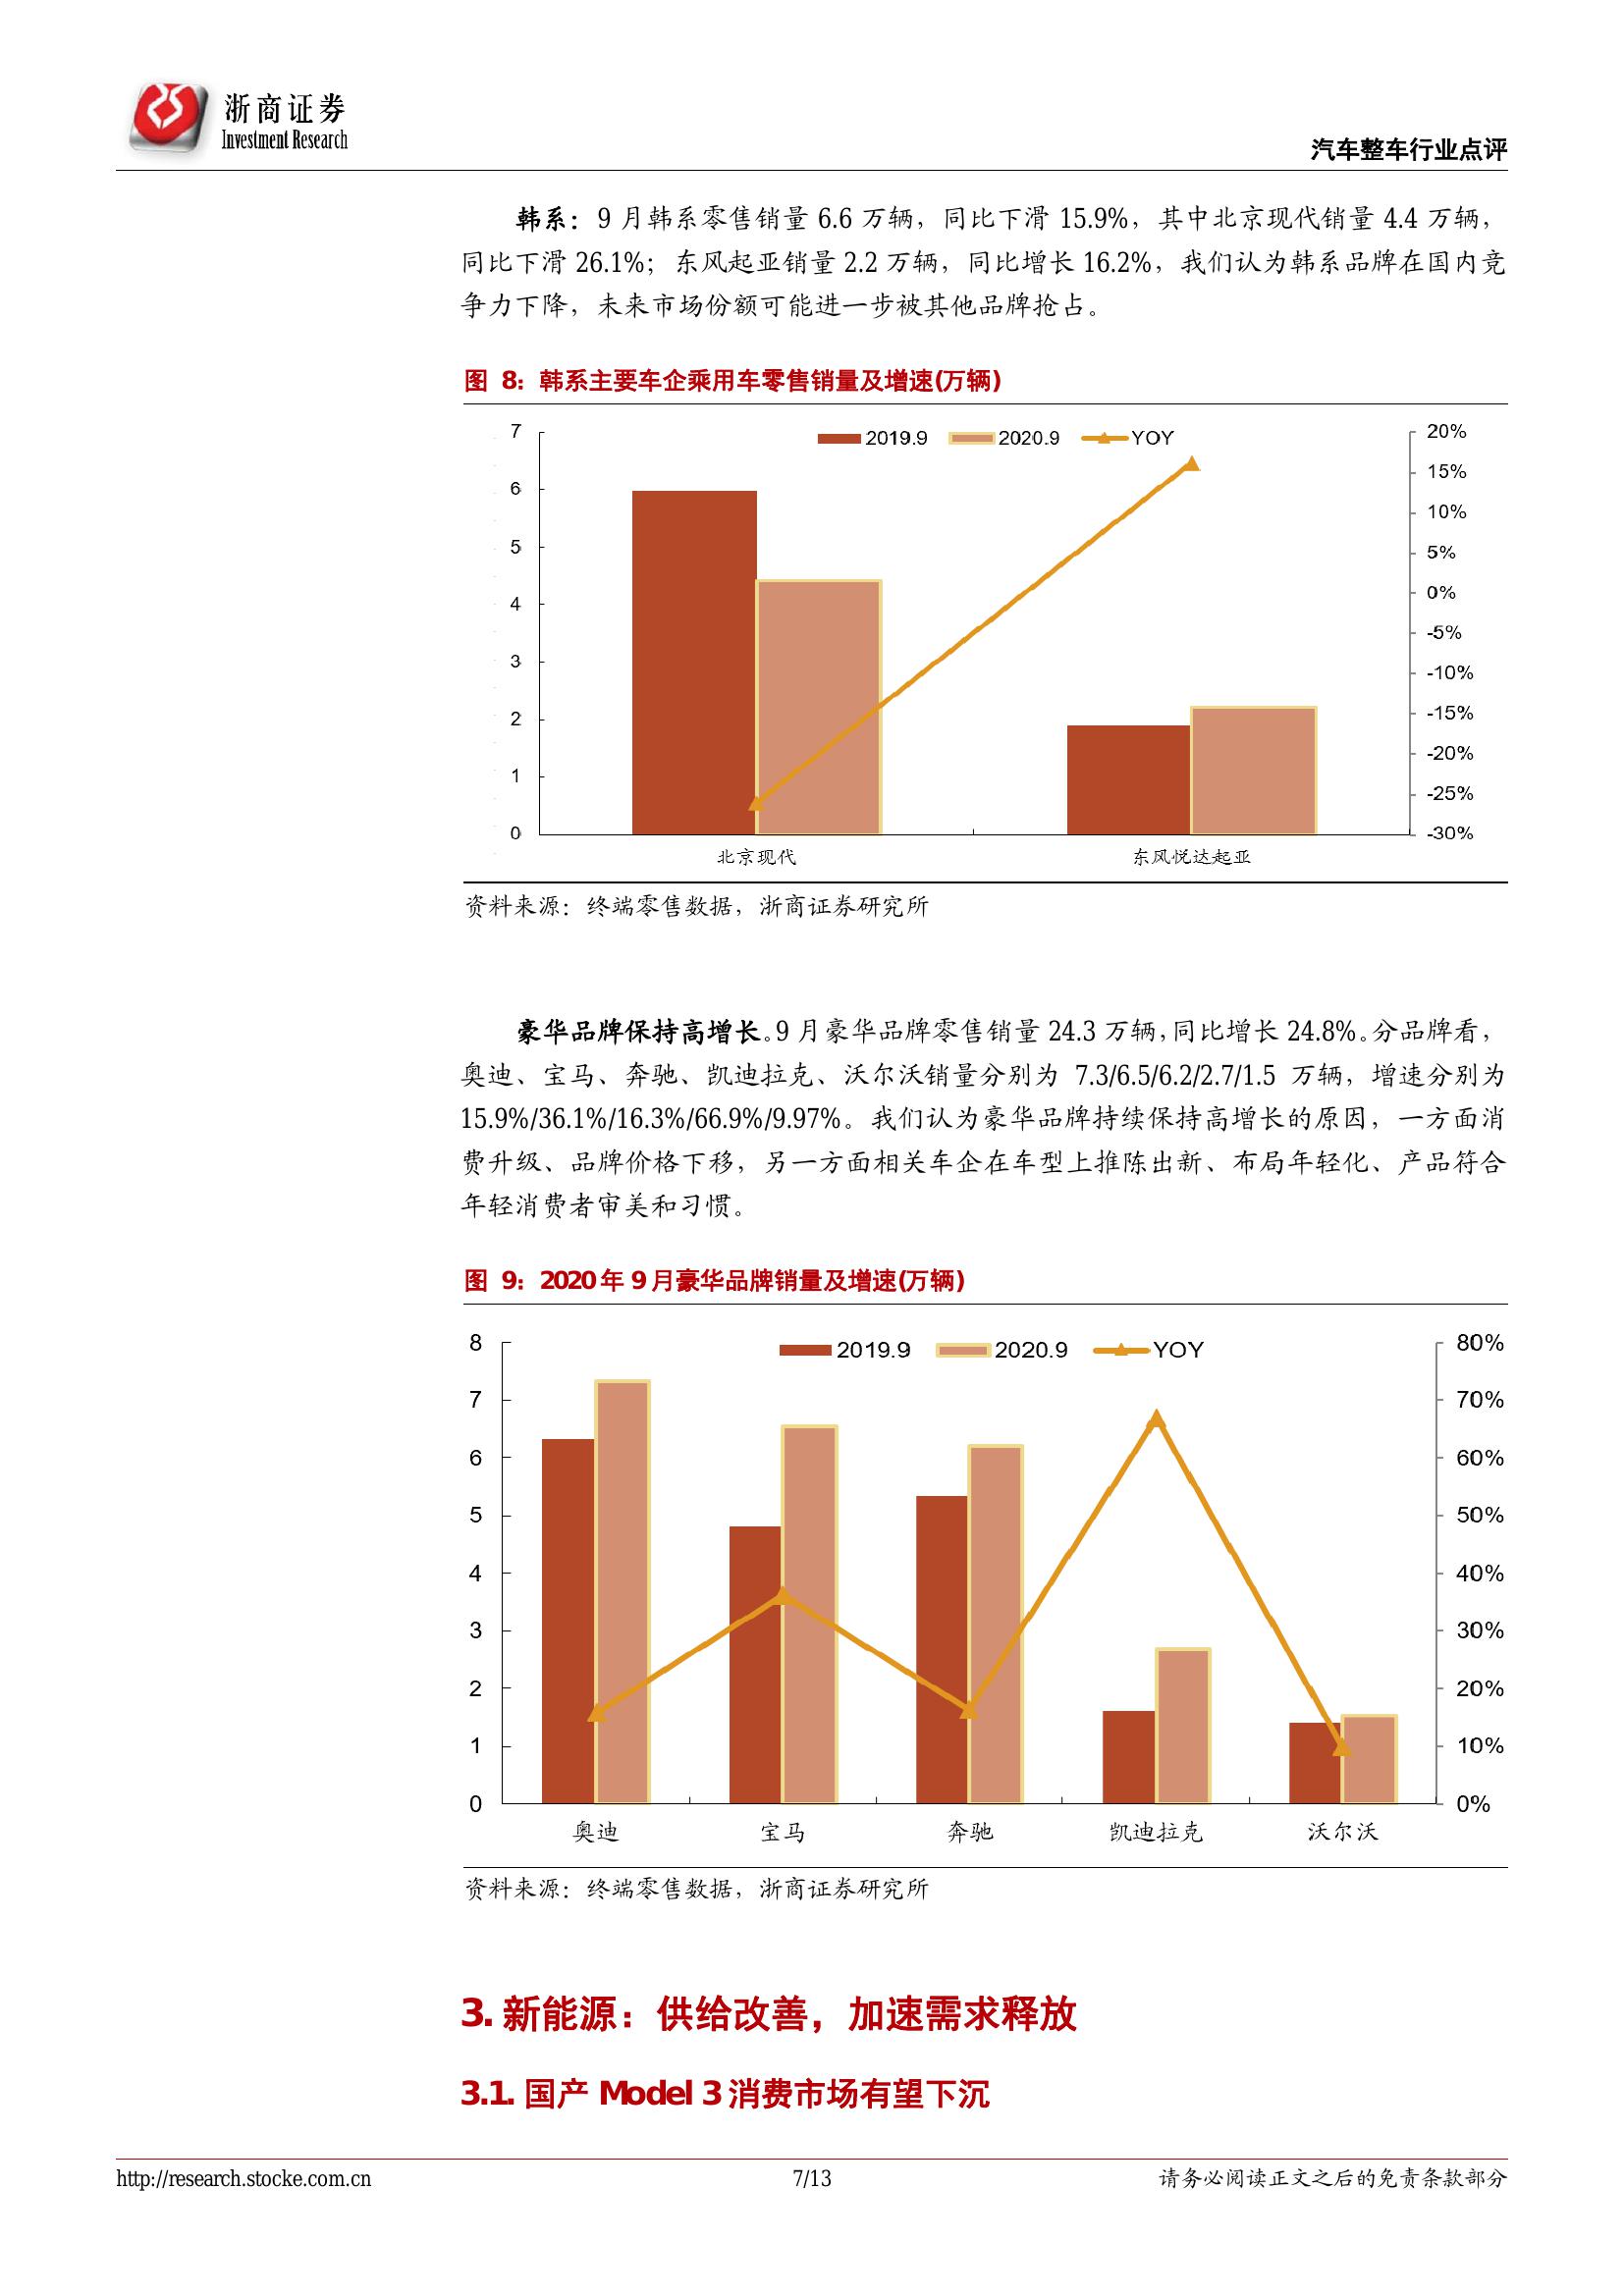 浙商证券
Investment Research
汽车整车行业点评
韩系：9 月韩系零售销量 6.6 万辆，同比下滑 15.9%，其中北京现代销量 4.4 万辆，
同比下滑 26.1%；东风起亚销量 2.2 万辆，同比增长 16.2%，我们认为韩系品牌在国内竞
争力下降，未来市场份额可能进一步被其他品牌抢占。
图 8：韩系主要车企乘用车零售销量及增速(万辆)
2019.9 2020.9 YOY
7
6
5
4
3
2
1
0
20%
15%
10%
5%
0%
-5%
-10%
-15%
-20%
-25%
-30%
北京现代 东风悦达起亚
资料来源：终端零售数据，浙商证券研究所
豪华品牌保持高增长。9 月豪华品牌零售销量 24.3 万辆，同比增长 24.8%。分品牌看，
奥迪、宝马、奔驰、凯迪拉克、沃尔沃销量分别为 7.3/6.5/6.2/2.7/1.5 万辆，增速分别为
15.9%/36.1%/16.3%/66.9%/9.97%。我们认为豪华品牌持续保持高增长的原因，一方面消
费升级、品牌价格下移，另一方面相关车企在车型上推陈出新、布局年轻化、产品符合
年轻消费者审美和习惯。
图 9：2020 年 9 月豪华品牌销量及增速(万辆)
2019.9 2020.9 YOY
8
7
6
5
4
3
2
1
0
80%
70%
60%
50%
40%
30%
20%
10%
0%
奥迪 宝马 奔驰 凯迪拉克 沃尔沃
资料来源：终端零售数据，浙商证券研究所
3. 新能源：供给改善，加速需求释放
3.1. 国产 Model 3 消费市场有望下沉
http://research.stocke.com.cn 7/13 请务必阅读正文之后的免责条款部分